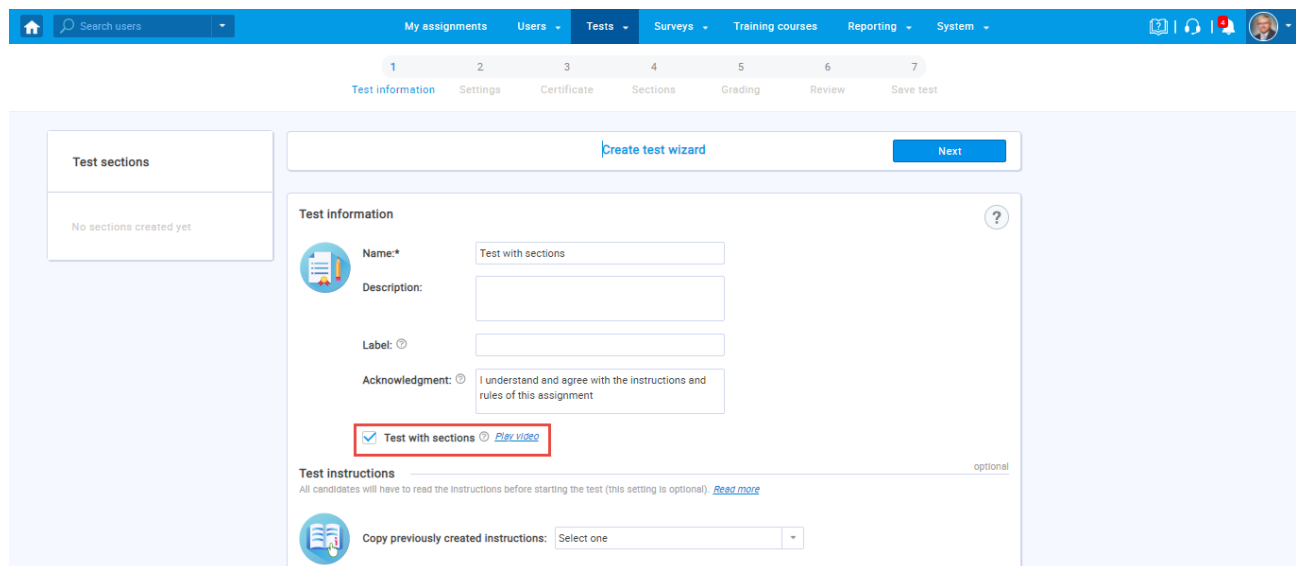 Search users
My assignments Users Tests Surveys Training courses Reporting System
4
1 2 3 4 5 6 7
Test information Settings Certificate Sections Grading Review Save test
Test sections
No sections created yet
Create test wizard
Next
Test information
?
Name:* Test with sections
Description:
Label: ?
Acknowledgment: ? I understand and agree with the instructions and
rules of this assignment
Test with sections ? Play video
Test instructions
optional
All candidates will have to read the instructions before starting the test (this setting is optional). Read more
Copy previously created instructions: Select one